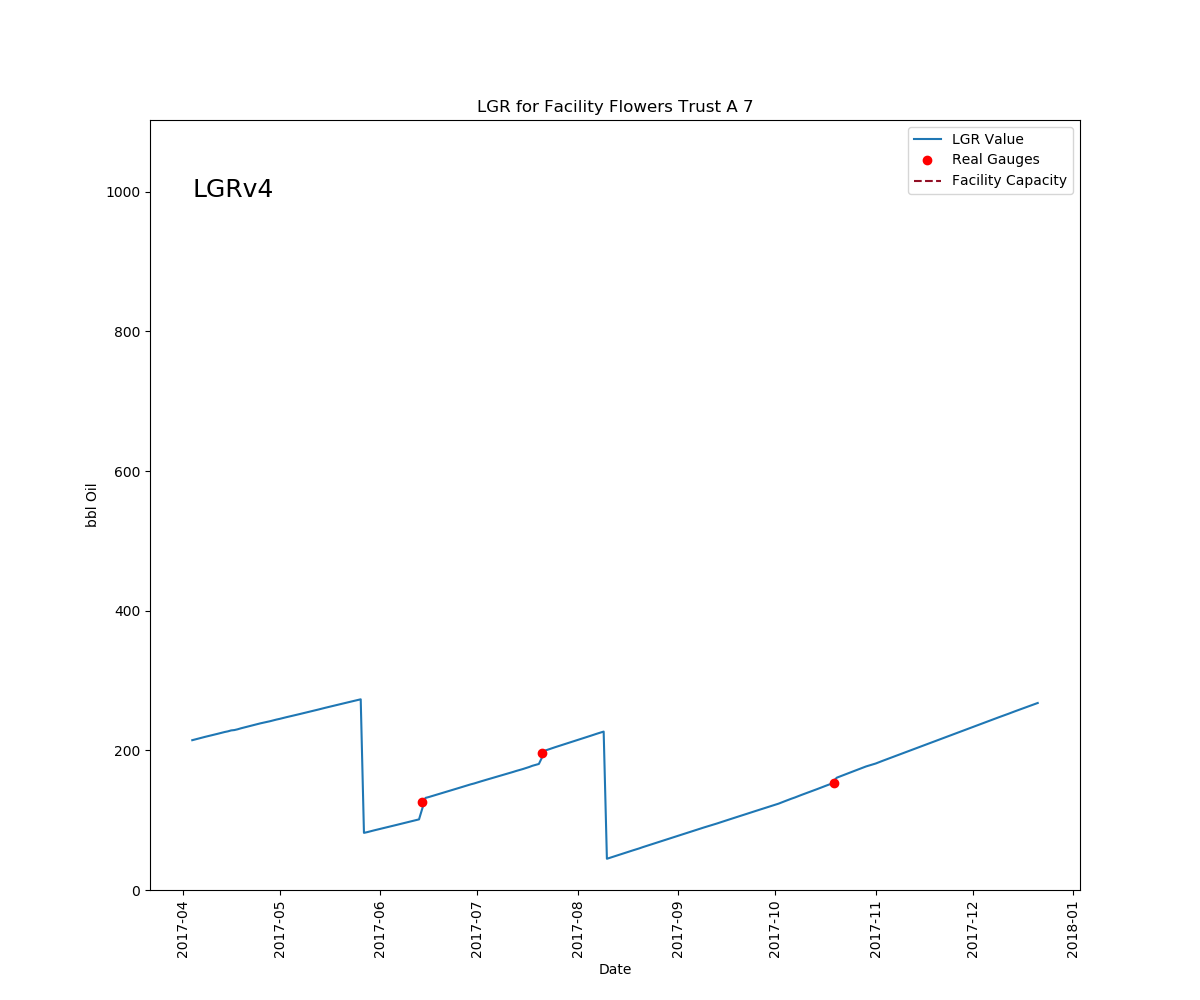 LGR for Facility Flowers Trust A 7
LGR Value
Real Gauges
Facility Capacity
LGRv4
1000
800
600
400
200
0
bbl Oil
2017-04
2017-05
2017-06
2017-07
2017-08
2017-09
2017-10
2017-11
2017-12
2018-01
Date